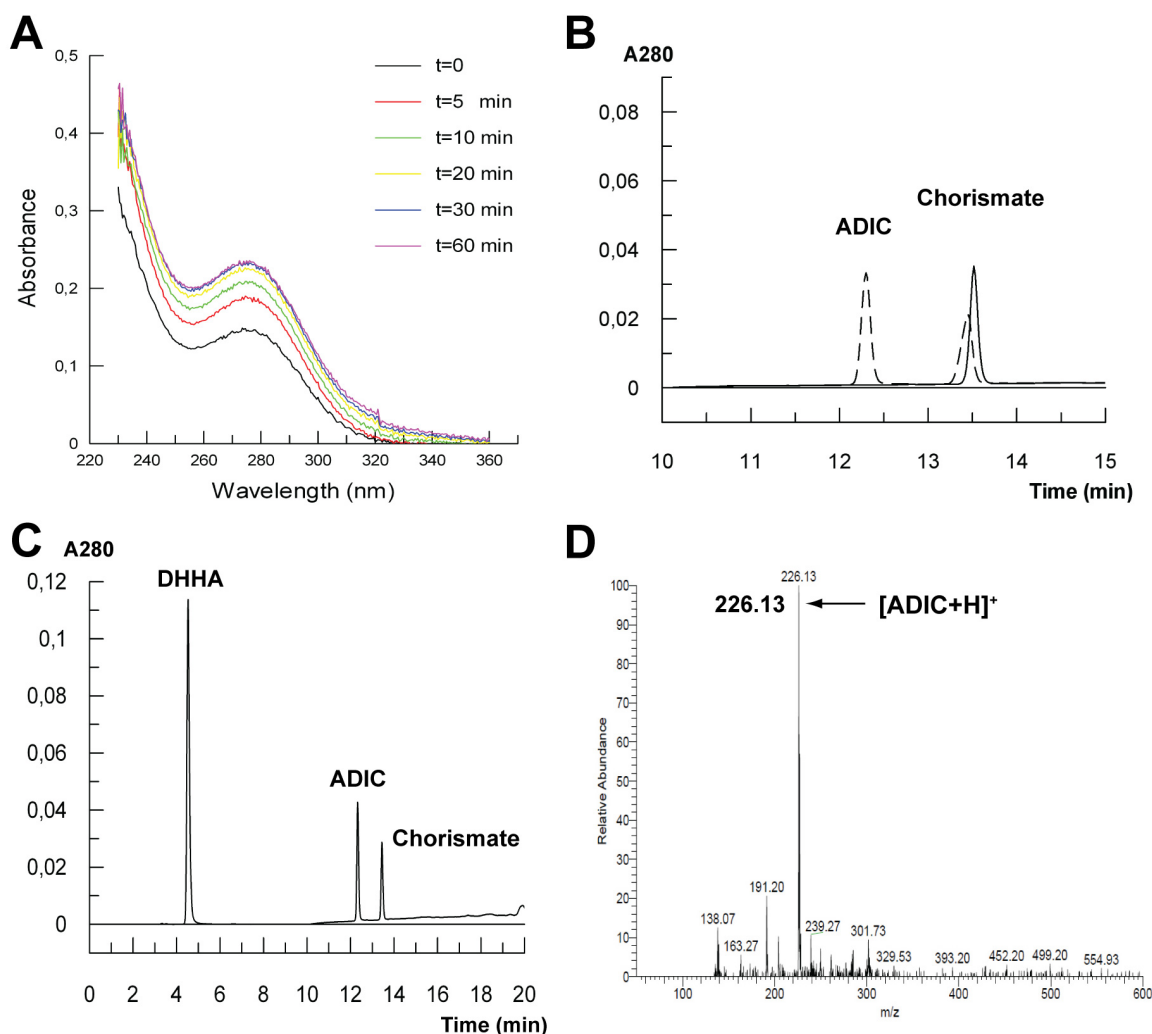 A
0,5
0,4
0,3
0,2
0,1
0
Absorbance
t=0
t=5 min
t=10 min
t=20 min
t=30 min
t=60 min
220 240 260 280 300 320 340 360
Wavelength (nm)
B
A280
0,08
0,06
0,04
0,02
0
ADIC
Chorismate
10 11 12 13 14 15
Time (min)
C
A280
0,12
0,1
0,08
0,06
0,04
0,02
0
DHHA
ADIC
Chorismate
0 2 4 6 8 10 12 14 16 18 20
Time (min)
D
226.13
226.13
[ADIC+H]+
100
90
80
70
60
50
40
30
20
10
0
Relative Abundance
138.07
163.27
191.20
239.27
301.73
329.53
393.20
452.20
499.20
554.93
100 200 300 400 500 600
m/z